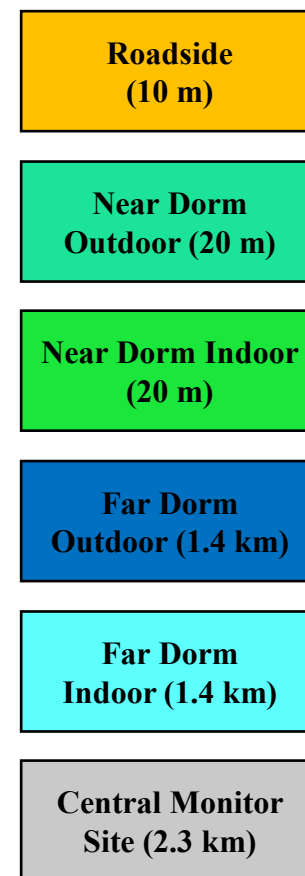 Roadside
(10 m)
Near Dorm
Outdoor (20 m)
Near Dorm Indoor
(20 m)
Far Dorm
Outdoor (1.4 km)
Far Dorm
Indoor (1.4 km)
Central Monitor
Site (2.3 km)